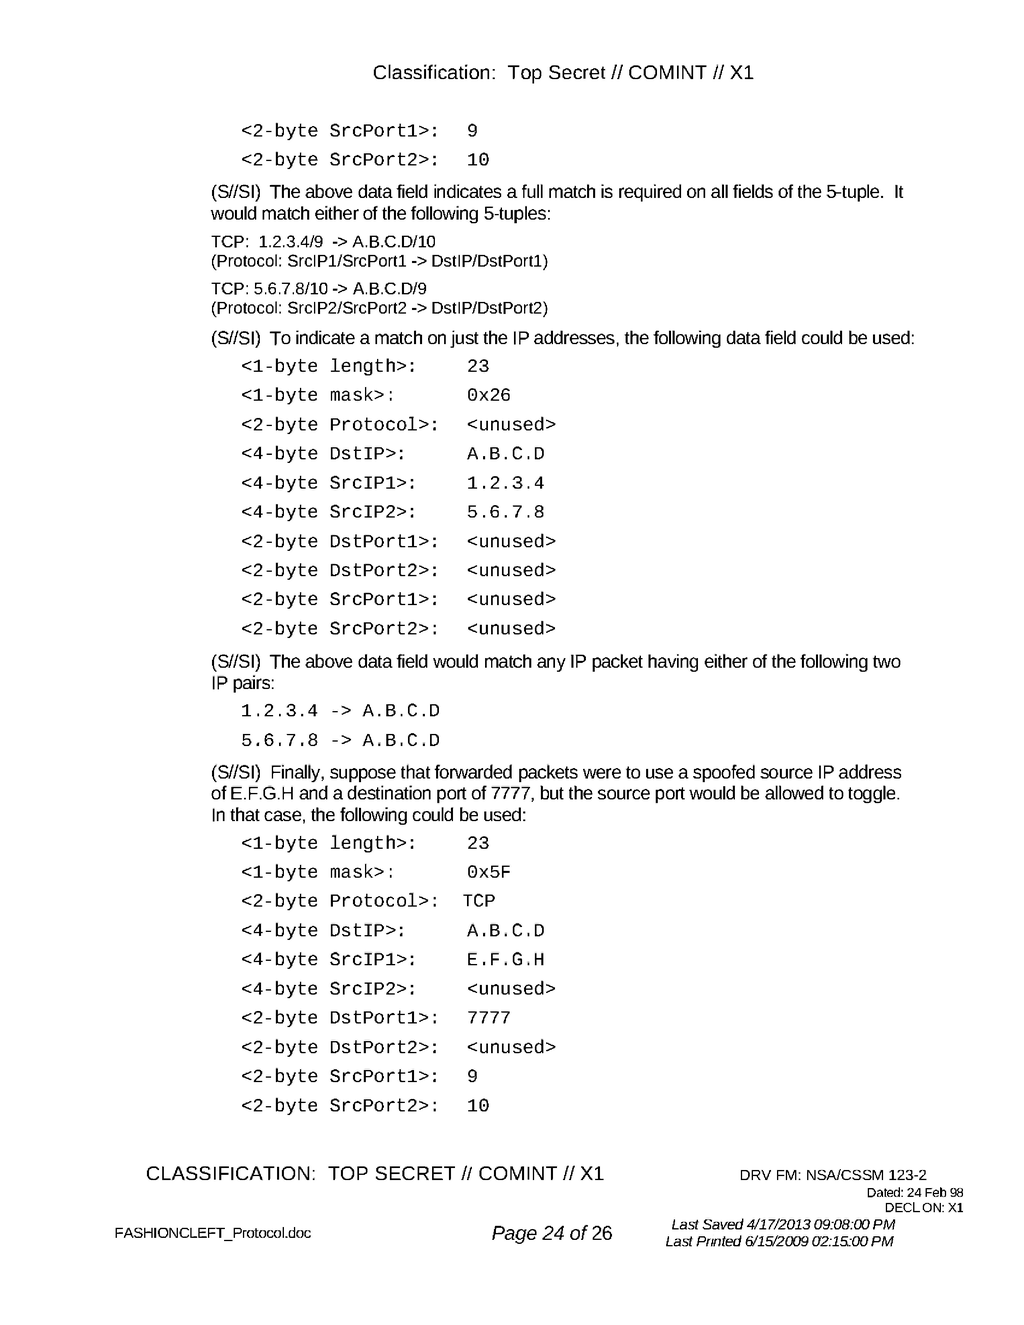 Classification:  Top Secret // COMINT // X1
<2-byte SrcPort1>:  9
<2-byte SrcPort2>:  10
(S//SI)  The above data field indicates a full match is required on all fields of the 5-tuple.  It
would match either of the following 5-tuples:
TCP:  1.2.3.4/9  -> A.B.C.D/10
(Protocol: SrcIP1/SrcPort1 -> DstIP/DstPort1)
TCP: 5.6.7.8/10 -> A.B.C.D/9
(Protocol: SrcIP2/SrcPort2 -> DstIP/DstPort2)
(S//SI)  To indicate a match on just the IP addresses, the following data field could be used:
<1-byte length>:  23
<1-byte mask>:  0x26
<2-byte Protocol>:  <unused>
<4-byte DstIP>:  A.B.C.D
<4-byte SrcIP1>:  1.2.3.4
<4-byte SrcIP2>:  5.6.7.8
<2-byte DstPort1>:  <unused>
<2-byte DstPort2>:  <unused>
<2-byte SrcPort1>:  <unused>
<2-byte SrcPort2>:  <unused>
(S//SI)  The above data field would match any IP packet having either of the following two
IP pairs:
1.2.3.4 -> A.B.C.D
5.6.7.8 -> A.B.C.D
(S//SI)  Finally, suppose that forwarded packets were to use a spoofed source IP address
of E.F.G.H and a destination port of 7777, but the source port would be allowed to toggle.
In that case, the following could be used:
<1-byte length>:  23
<1-byte mask>:  0x5F
<2-byte Protocol>:  TCP
<4-byte DstIP>:  A.B.C.D
<4-byte SrcIP1>:  E.F.G.H
<4-byte SrcIP2>:  <unused>
<2-byte DstPort1>:  7777
<2-byte DstPort2>:  <unused>
<2-byte SrcPort1>:  9
<2-byte SrcPort2>:  10
CLASSIFICATION:  TOP SECRET // COMINT // X1
DRV FM: NSA/CSSM 123-2
Dated: 24 Feb 98
DECL ON: X1
FASHIONCLEFT_Protocol.doc
Page 24 of 26
Last Saved 4/17/2013 09:08:00 PM
Last Printed 6/15/2009 02:15:00 PM